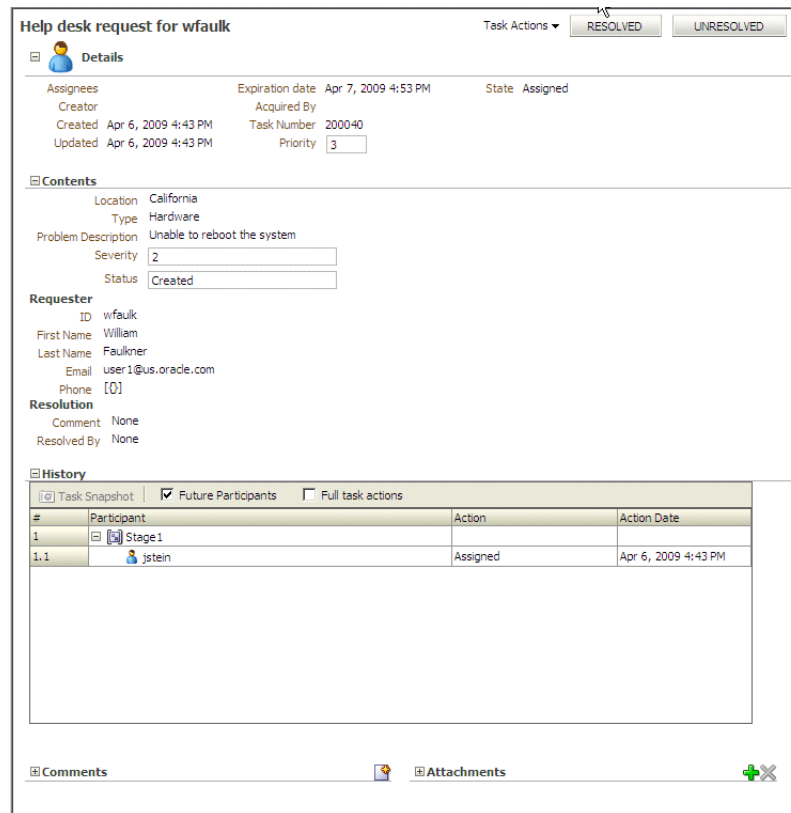 Help desk request for wfaulk Task Actions RESOLVED UNRESOLVED
Details
Assignees Expiration date Apr 7, 2009 4:53 PM State Assigned
Creator Acquired By
Created Apr 6, 2009 4:43 PM Task Number 200040
Updated Apr 6, 2009 4:43 PM Priority 3
Contents
Location California
Type Hardware
Problem Description Unable to reboot the system
Severity 2
Status Created
Requester
ID wfaulk
First Name William
Last Name Faulkner
Email user1@us.oracle.com
Phone [{}]
Resolution
Comment None
Resolved By None
History
Task Snapshot Future Participants Full task actions
# Participant Action Action Date
1 Stage1
1.1 jstein Assigned Apr 6, 2009 4:43 PM
Comments Attachments